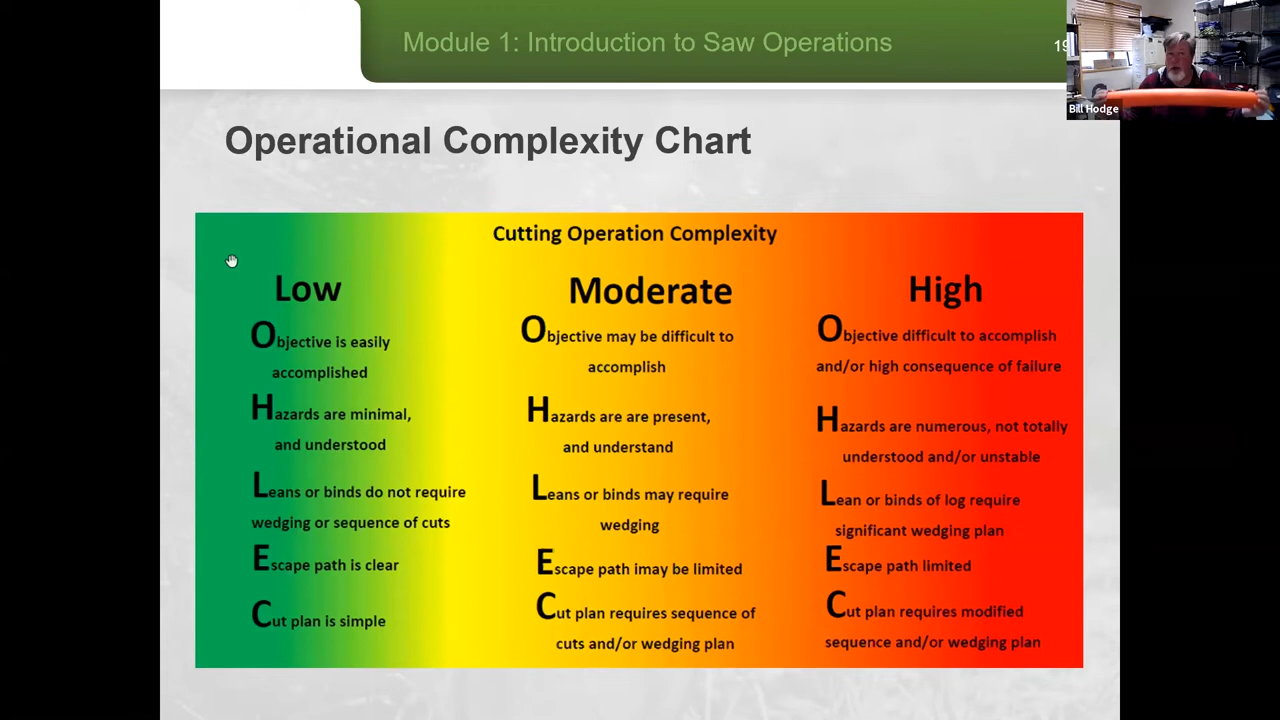 Module 1: Introduction to Saw Operations
19
Bill Hodge
Operational Complexity Chart
Cutting Operation Complexity
Low
Objective is easily
accomplished
Hazards are minimal,
and understood
Leans or binds do not require
wedging or sequence of cuts
Escape path is clear
Cut plan is simple
Moderate
Objective may be difficult to
accomplish
Hazards are are present,
and understand
Leans or binds may require
wedging
Escape path imay be limited
Cut plan requires sequence of
cuts and/or wedging plan
High
Objective difficult to accomplish
and/or high consequence of failure
Hazards are numerous, not totally
understood and/or unstable
Lean or binds of log require
significant wedging plan
Escape path limited
Cut plan requires modified
sequence and/or wedging plan